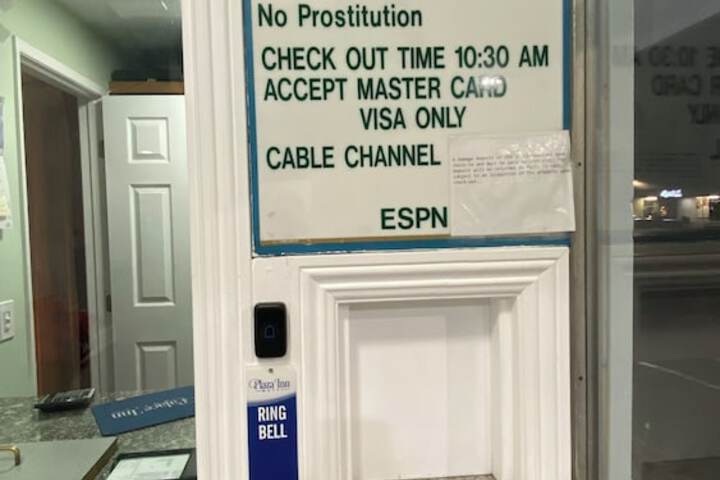 No Prostitution
CHECK OUT TIME 10:30 AM
ACCEPT MASTER CARD
VISA ONLY
CABLE CHANNEL
ESPN
Plaza Inn
RING
BELL
Inn